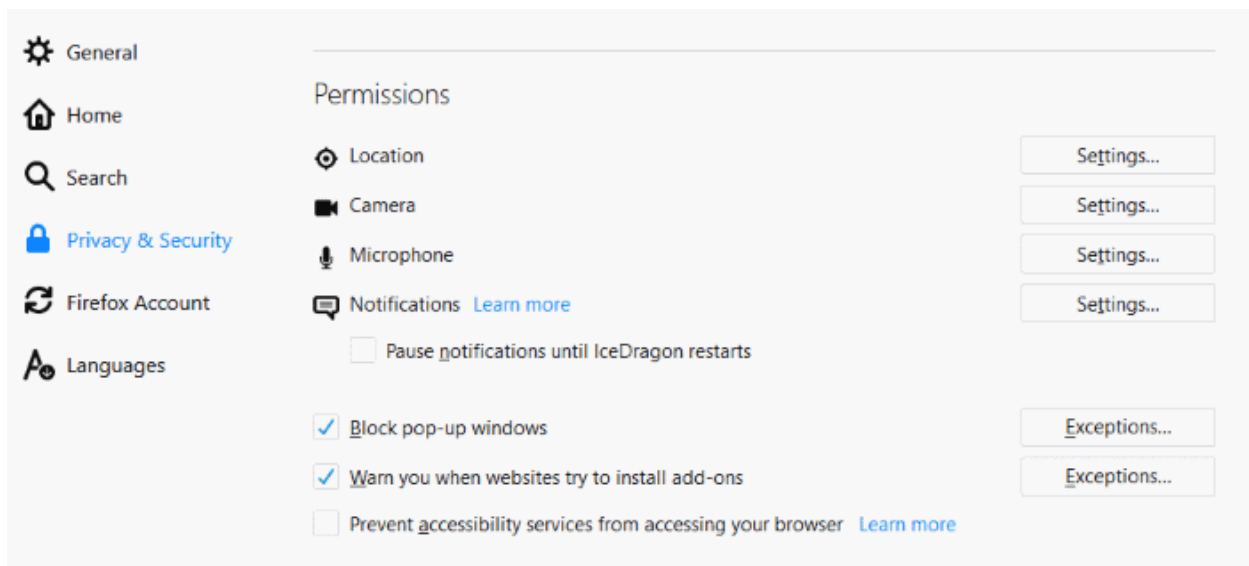 General
Home
Search
Privacy & Security
Firefox Account
Languages
Permissions
Location Settings...
Camera Settings...
Microphone Settings...
Notifications Learn more Settings...
Pause notifications until IceDragon restarts
Block pop-up windows Exceptions...
Warn you when websites try to install add-ons Exceptions...
Prevent accessibility services from accessing your browser Learn more